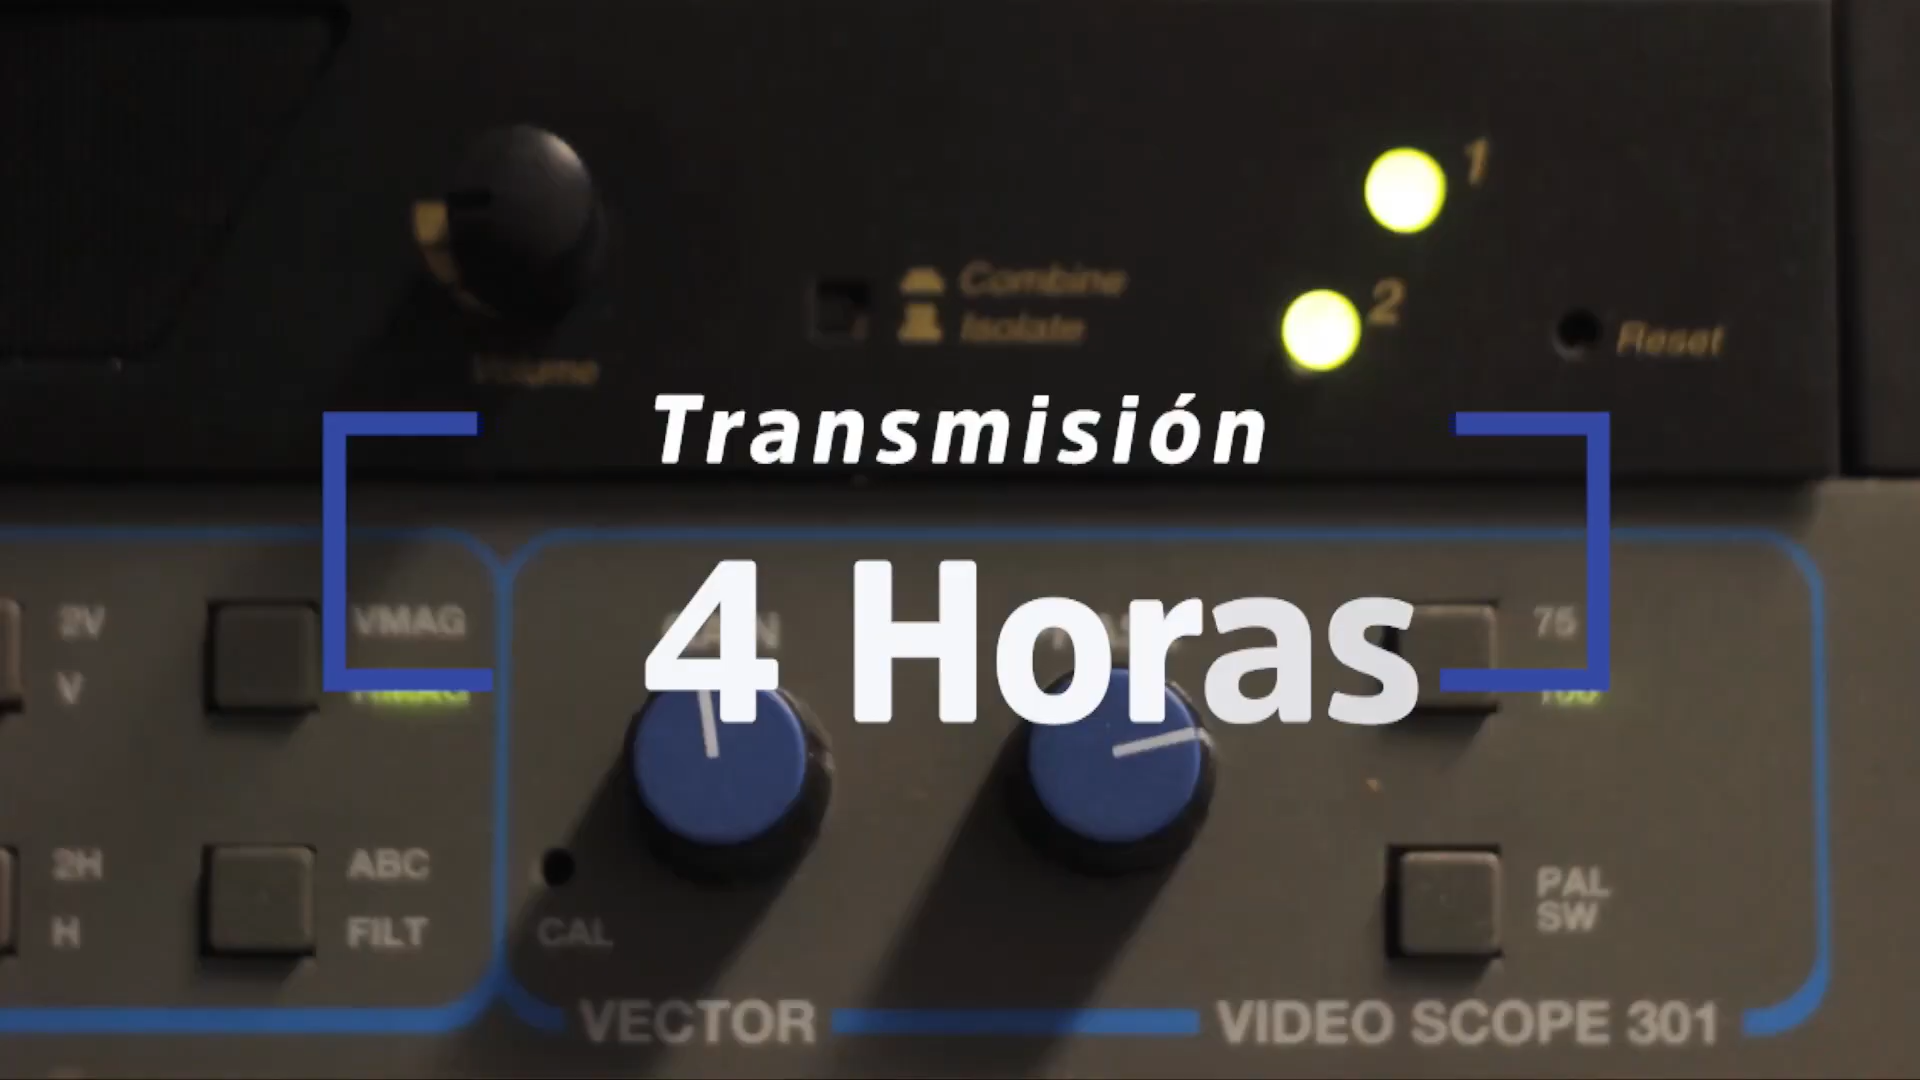 1
Combine
2
Isolate
Reset
Volume
Transmisión
4 Horas
2V
VMAG
75
V
100
2H
ABC
PAL
SW
H
FILT
CAL
VECTOR
VIDEO SCOPE 301